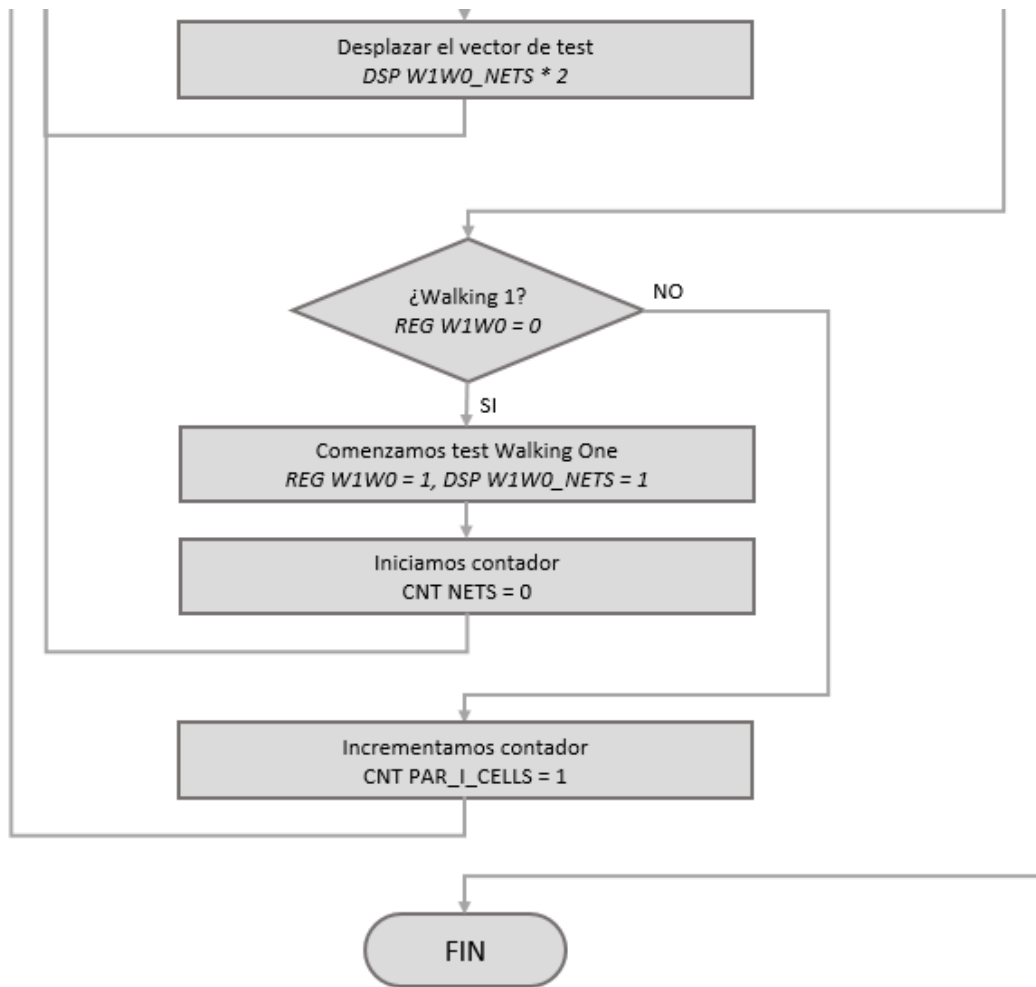 Desplazar el vector de test
DSP W1W0_NETS * 2
¿Walking 1?
REG W1W0 = 0
NO
SI
Comenzamos test Walking One
REG W1W0 = 1, DSP W1W0_NETS = 1
Iniciamos contador
CNT NETS = 0
Incrementamos contador
CNT PAR_I_CELLS = 1
FIN